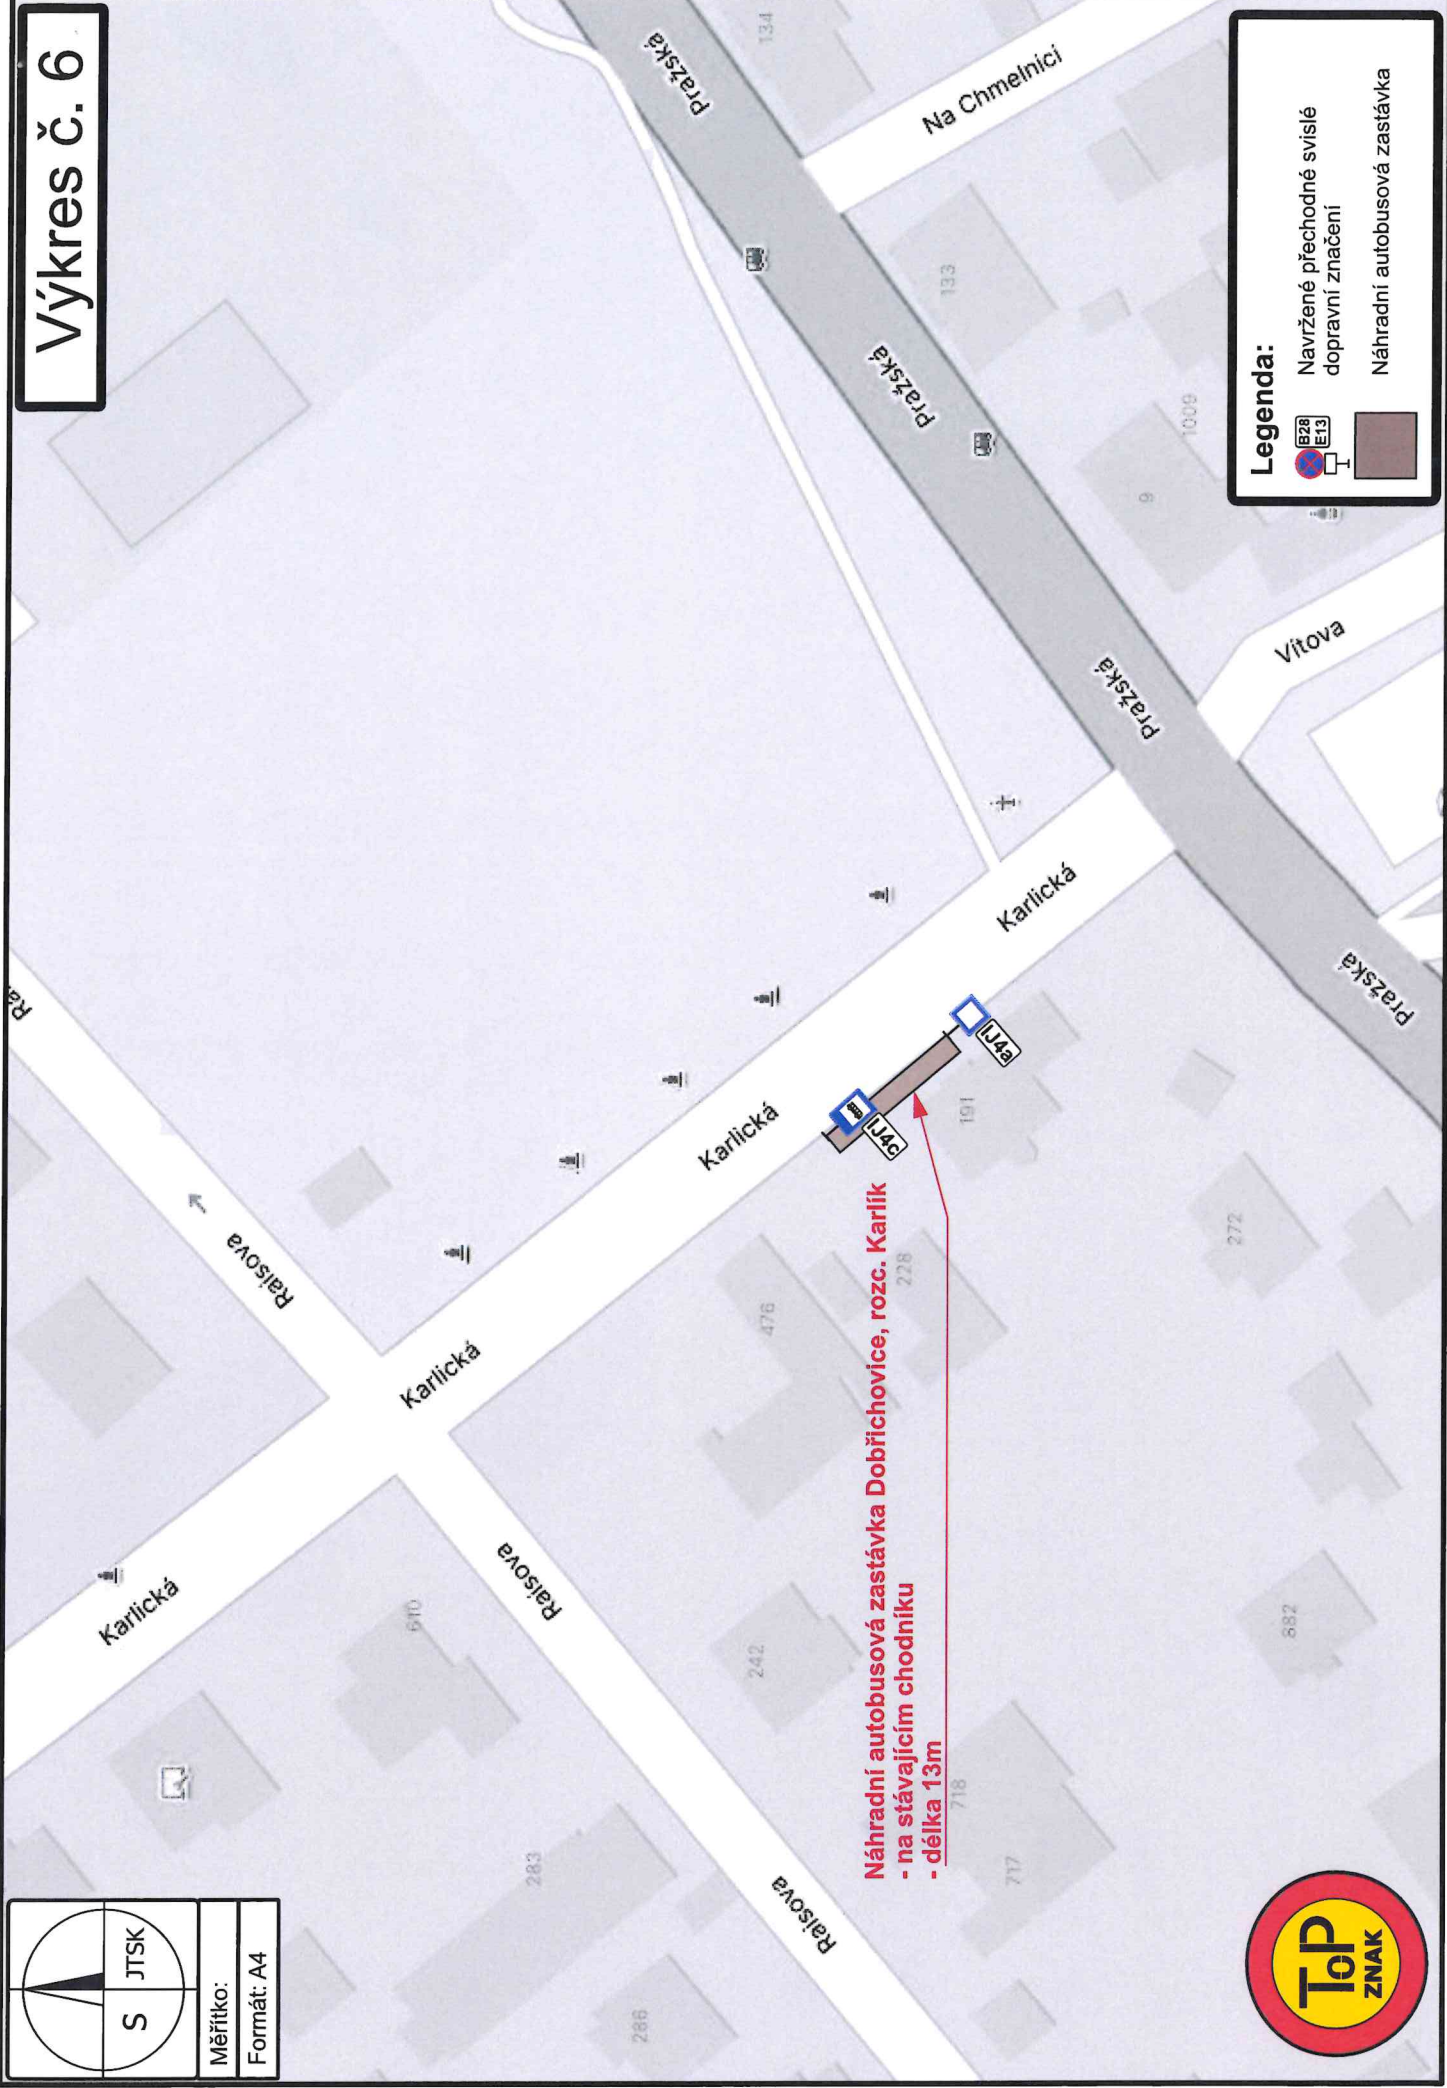 Výkres č. 6
S JTSK
Měřítko:
Formát: A4
Karlická
Karlická
Karlická
Karlická
Raisova
Raisova
Raisova
Pražská
Pražská
Pražská
Pražská
Na Chmelnici
Vítova
134
133
1009
9
191
228
476
272
242
610
283
286
717
718
882
IJ4c
IJ4a
Náhradní autobusová zastávka Dobřichovice, rozc. Karlík
- na stávajícím chodníku
- délka 13m
Legenda:
B28
E13
Navržené přechodné svislé
dopravní značení
Náhradní autobusová zastávka
ToP
ZNAK